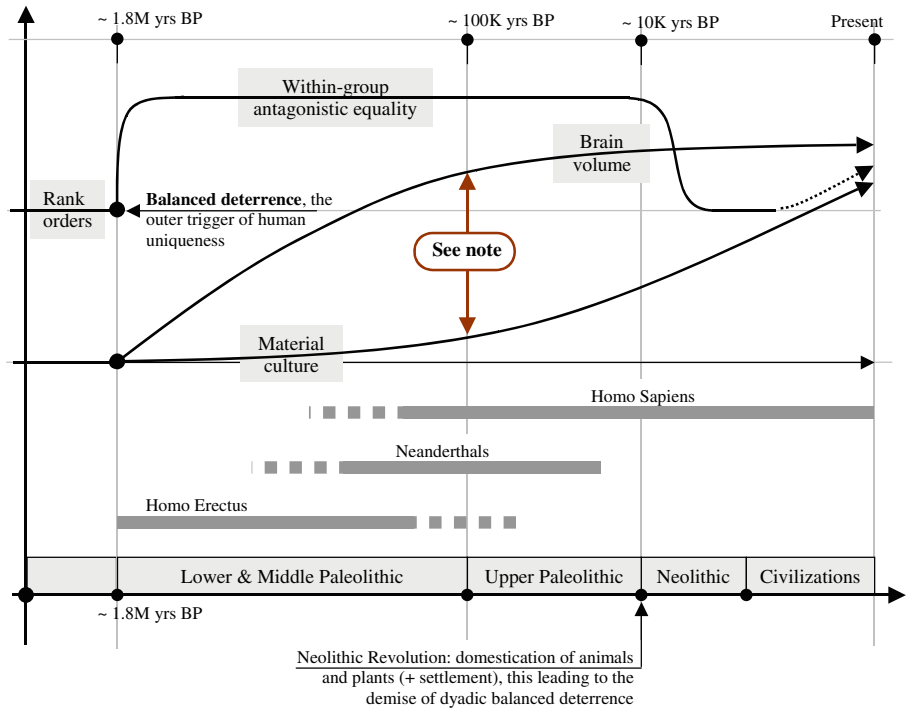 ~ 1.8M yrs BP
~ 100K yrs BP
~ 10K yrs BP
Present
Within-group
antagonistic equality
Brain
volume
Rank
orders
Balanced deterrence, the
outer trigger of human
uniqueness
See note
Material
culture
Homo Sapiens
Neanderthals
Homo Erectus
Lower & Middle Paleolithic
Upper Paleolithic
Neolithic
Civilizations
~ 1.8M yrs BP
Neolithic Revolution: domestication of animals
and plants (+ settlement), this leading to the
demise of dyadic balanced deterrence